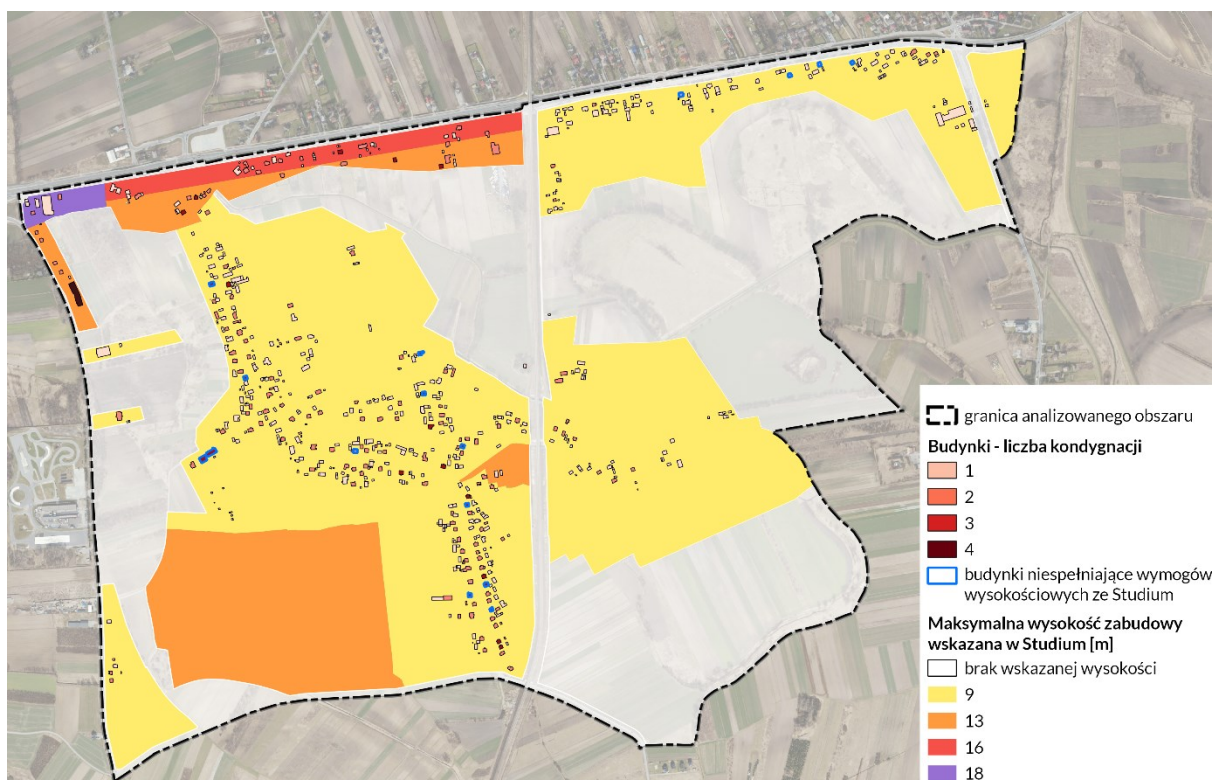 granica analizowanego obszaru
Budynki - liczba kondygnacji
1
2
3
4
budynki niespełniające wymogów
wysokościowych ze Studium
Maksymalna wysokość zabudowy
wskazana w Studium [m]
brak wskazanej wysokości
9
13
16
18